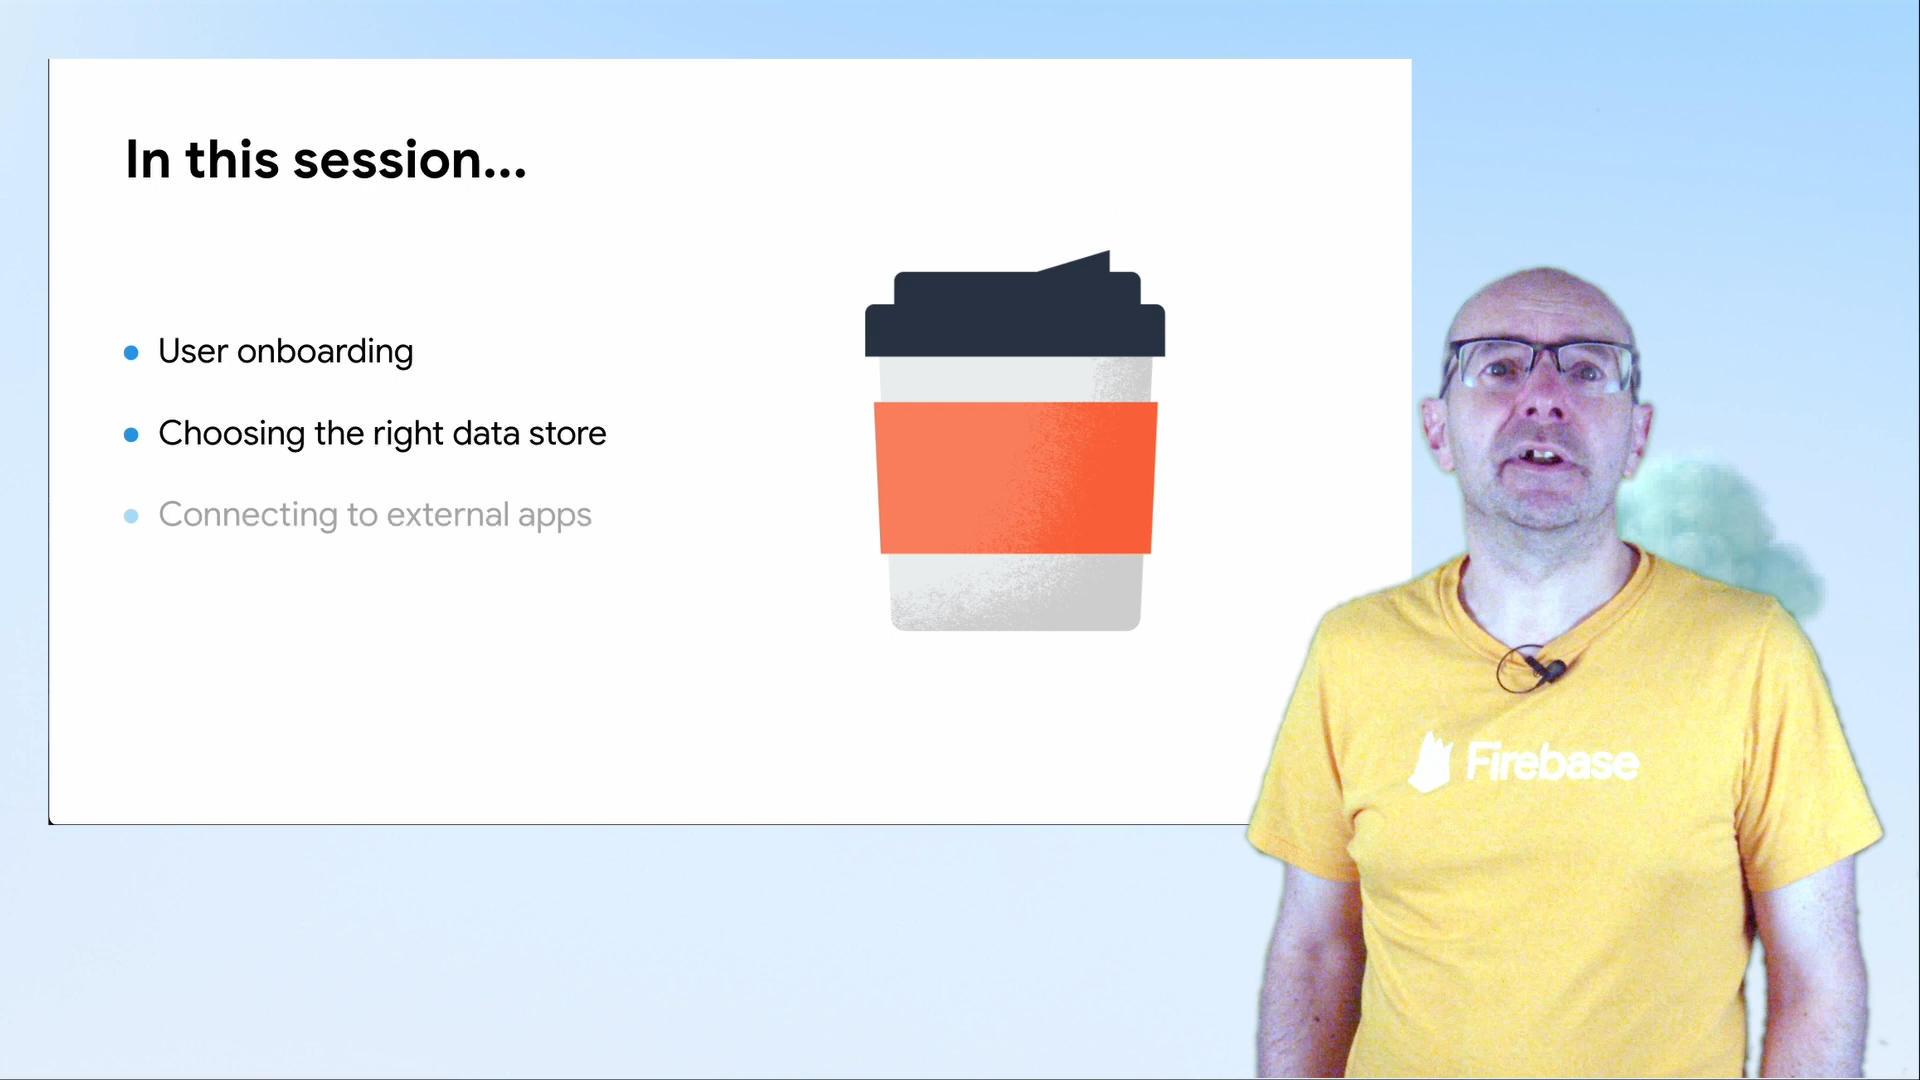 In this session...
User onboarding
Choosing the right data store
Connecting to external apps
Firebase